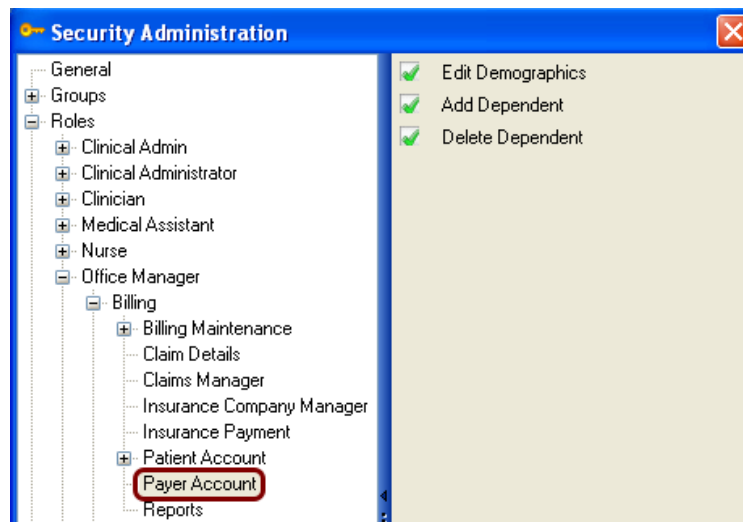 Security Administration
General
Groups
Roles
Clinical Admin
Clinical Administrator
Clinician
Medical Assistant
Nurse
Office Manager
Billing
Billing Maintenance
Claim Details
Claims Manager
Insurance Company Manager
Insurance Payment
Patient Account
Payer Account
Reports
Edit Demographics
Add Dependent
Delete Dependent